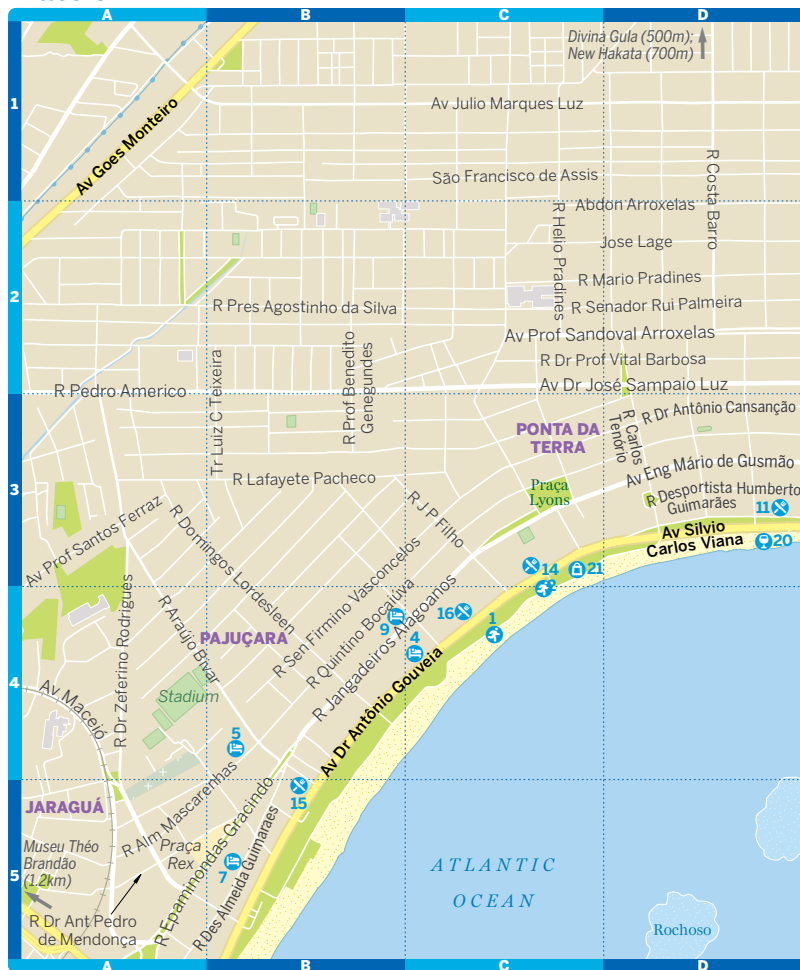 A
B
C
D
Divina Gula (500m);
New Hakata (700m)
1
Av Julio Marques Luz
Av Goes Monteiro
São Francisco de Assis
R Costa Barro
Abdon Arroxelas
R Helio Pradines
Jose Lage
2
R Mario Pradines
R Pres Agostinho da Silva
R Senador Rui Palmeira
Av Prof Sandoval Arroxelas
R Dr Prof Vital Barbosa
Av Dr José Sampaio Luz
R Pedro Americo
Tr Luiz C Teixeira
R Prof Benedito
Genegundes
R Dr Antônio Cansanção
R Carlos
Tenório
PONTA DA
TERRA
Av Eng Mário de Gusmão
3
R Lafayete Pacheco
Praça
Lyons
R Desportista Humberto
Guimarães
11
R J P Filho
Av Prof Santos Ferraz
R Domingos Lordesleen
Av Silvio
Carlos Viana
20
14
21
2
R Sen Firmino Vasconcelos
R Quintino Bocaiúva
R Jangadeiros Alagoanos
R Dr Zeferino Rodrigues
R Araújo Bivar
PAJUÇARA
9
16
1
4
4
Av Dr Antônio Gouveia
Av Maceió
Stadium
5
JARAGUÁ
R Alm Mascarenhas
15
R Epaminondas Gracindo
R Des Almeida Guimaraes
Museu Théo
Brandão
(1.2km)
Praça
Rex
7
5
R Dr Ant Pedro
de Mendonça
ATLANTIC
OCEAN
Rochoso
A
B
C
D